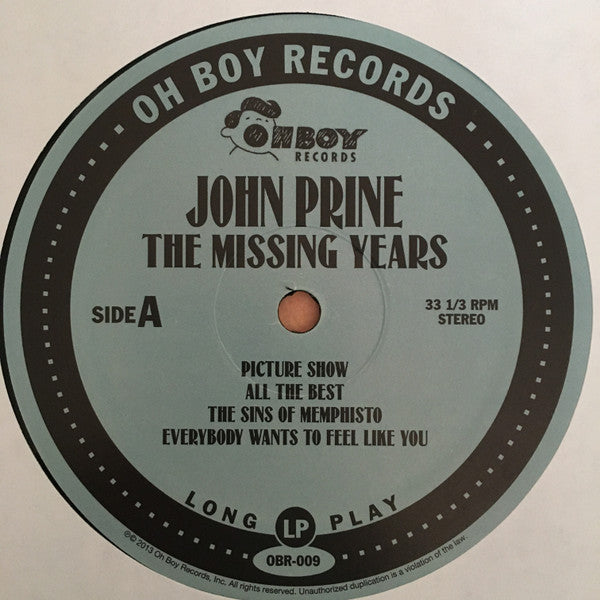 OH BOY RECORDS
OHBOY
RECORDS
JOHN PRINE
THE MISSING YEARS
SIDE A
33 1/3 RPM
STEREO
PICTURE SHOW
ALL THE BEST
THE SINS OF MEMPHISTO
EVERYBODY WANTS TO FEEL LIKE YOU
LONG LP PLAY
OBR-009
℗© 2013 Oh Boy Records, Inc. All rights reserved. Unauthorized duplication is a violation of the law.